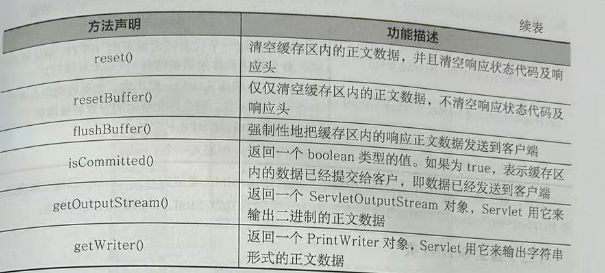 续表
方法声明 功能描述
reset() 清空缓存区内的正文数据，并且清空响应状态代码及响
应头
resetBuffer() 仅仅清空缓存区内的正文数据，不清空响应状态代码及
响应头
flushBuffer() 强制性地把缓存区内的响应正文数据发送到客户端
isCommitted() 返回一个 boolean 类型的值。如果为 true，表示缓存区
内的数据已经提交给客户，即数据已经发送到客户端
getOutputStream() 返回一个 ServletOutputStream 对象，Servlet 用它来
输出二进制的正文数据
getWriter() 返回一个 PrintWriter 对象，Servlet 用它来输出字符串
形式的正文数据